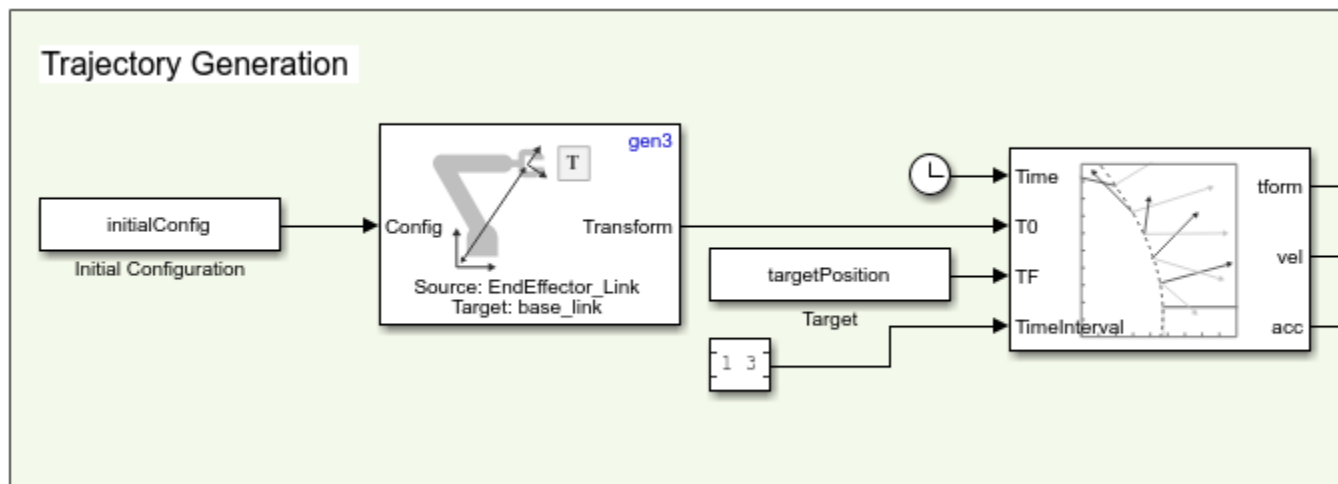 Trajectory Generation
gen3
T
initialConfig
Initial Configuration
Config
Transform
Source: EndEffector_Link
Target: base_link
Time
T0
TF
TimeInterval
targetPosition
Target
1 3
tform
vel
acc